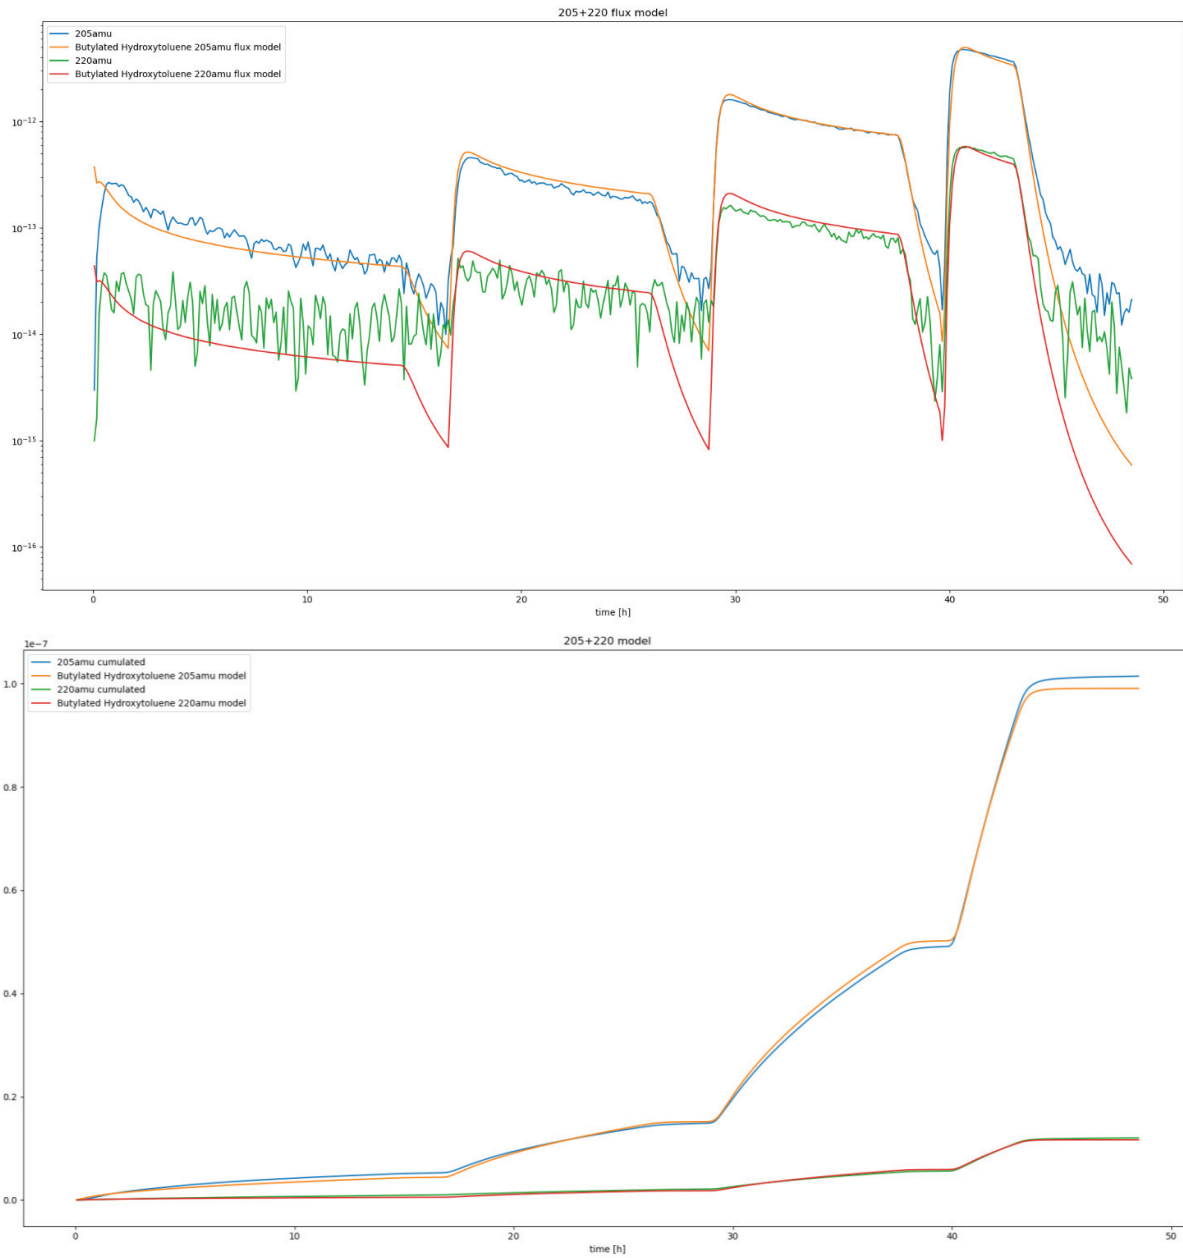 205+220 flux model
205amu
Butylated Hydroxytoluene 205amu flux model
220amu
Butylated Hydroxytoluene 220amu flux model
10⁻¹²
10⁻¹³
10⁻¹⁴
10⁻¹⁵
10⁻¹⁶
0 10 20 30 40 50
time [h]
205+220 model
1e−7
205amu cumulated
Butylated Hydroxytoluene 205amu model
220amu cumulated
Butylated Hydroxytoluene 220amu model
1.0
0.8
0.6
0.4
0.2
0.0
0 10 20 30 40 50
time [h]